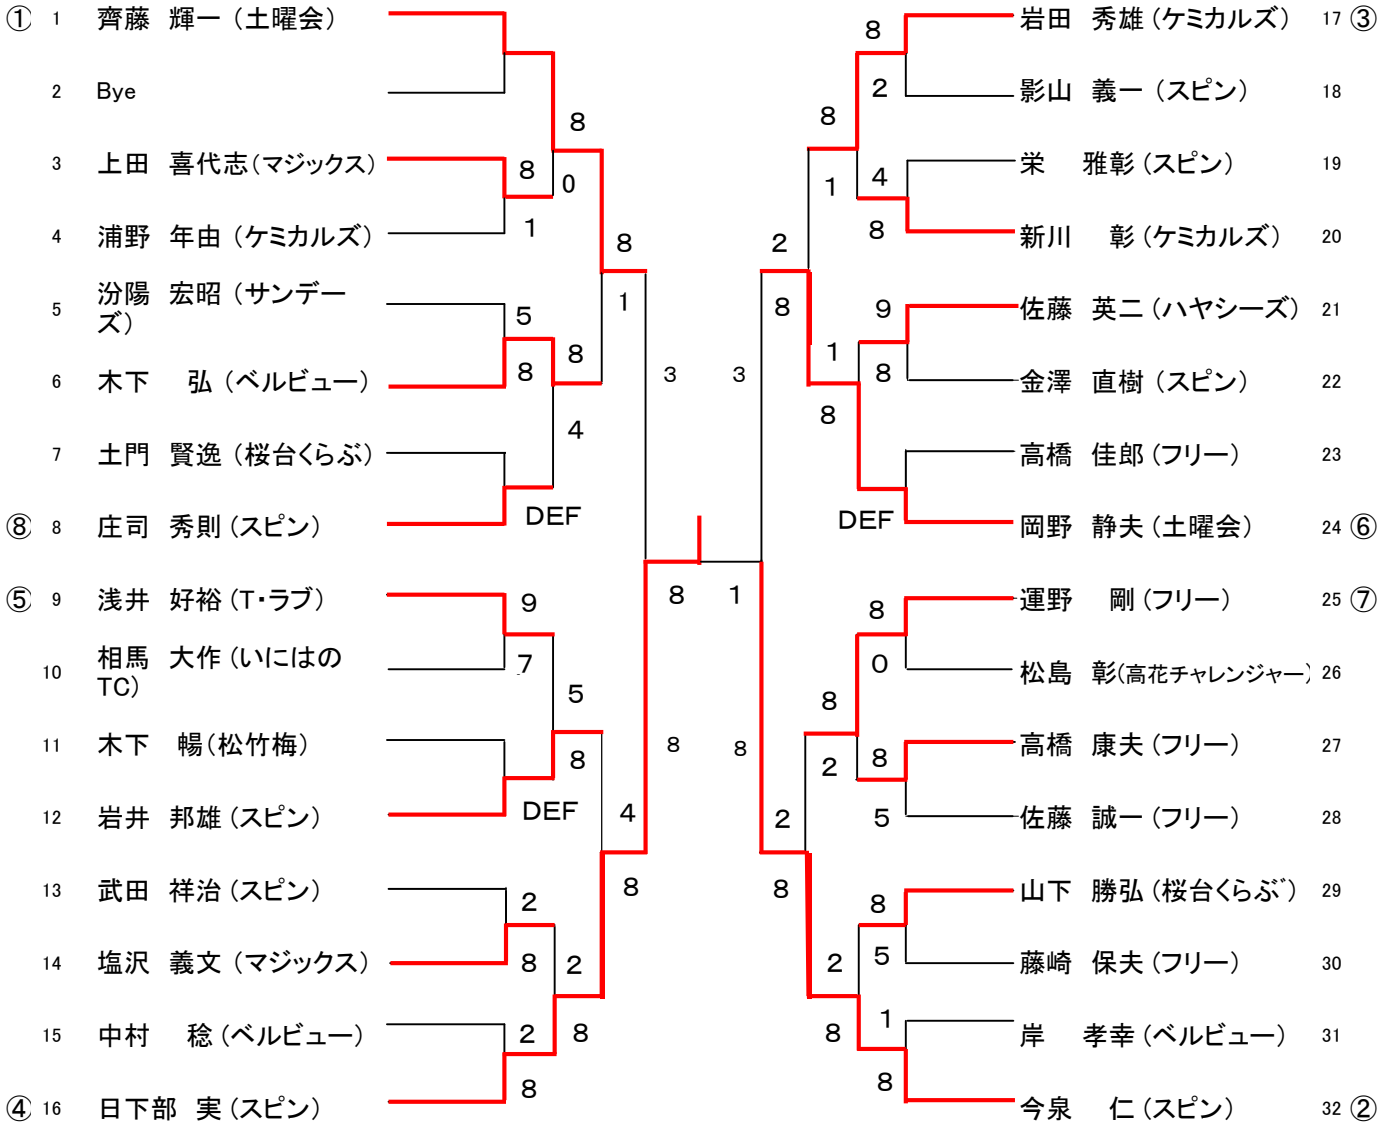 ① 1 齊藤 輝一 (土曜会)
2 Bye
3 上田 喜代志(マジックス)
4 浦野 年由 (ケミカルズ)
5 汾陽 宏昭 (サンデー
ズ)
6 木下 弘 (ベルビュー)
7 土門 賢逸 (桜台くらぶ)
⑧ 8 庄司 秀則 (スピン)
⑤ 9 浅井 好裕 (T・ラブ)
10 相馬 大作 (いにはの
TC)
11 木下 暢(松竹梅)
12 岩井 邦雄 (スピン)
13 武田 祥治 (スピン)
14 塩沢 義文 (マジックス)
15 中村 稔 (ベルビュー)
④ 16 日下部 実 (スピン)
8
1
5
8
DEF
9
7
DEF
2
8
2
8
8
0
8
4
5
8
2
8
8
1
4
8
3
8
8
1
3
8
2
8
2
8
8
1
1
8
8
2
2
8
8
2
4
8
9
8
DEF
8
0
8
5
8
5
1
8
岩田 秀雄 (ケミカルズ) 17 ③
影山 義一 (スピン) 18
栄 雅彰 (スピン) 19
新川 彰 (ケミカルズ) 20
佐藤 英二 (ハヤシーズ) 21
金澤 直樹 (スピン) 22
高橋 佳郎 (フリー) 23
岡野 静夫 (土曜会) 24 ⑥
運野 剛 (フリー) 25 ⑦
松島 彰(高花チャレンジャー) 26
高橋 康夫 (フリー) 27
佐藤 誠一 (フリー) 28
山下 勝弘 (桜台くらぶ) 29
藤崎 保夫 (フリー) 30
岸 孝幸 (ベルビュー) 31
今泉 仁 (スピン) 32 ②